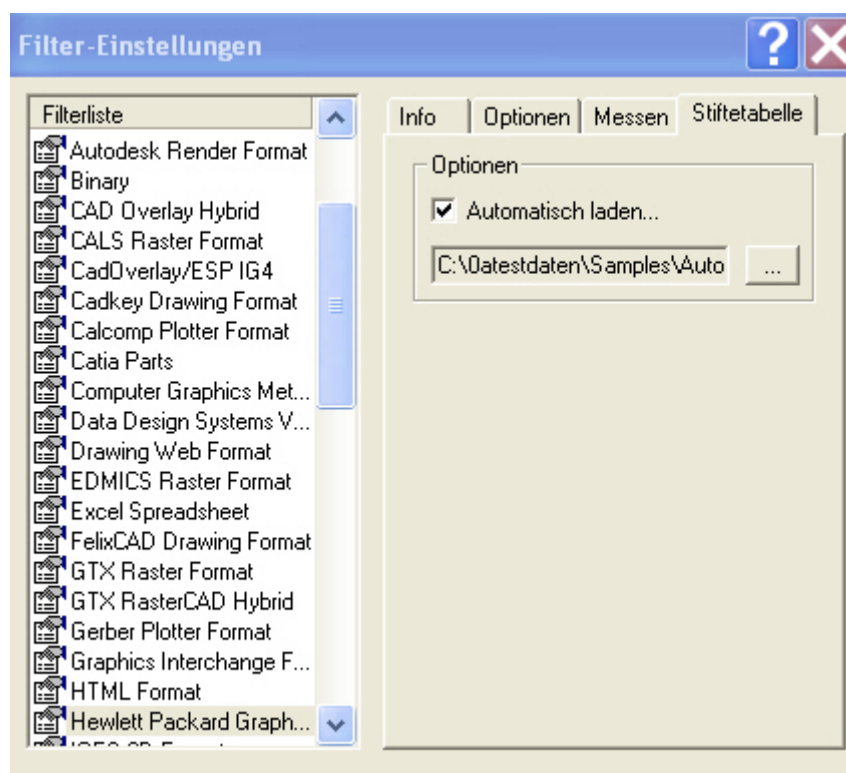 Filter-Einstellungen
Filterliste
Autodesk Render Format
Binary
CAD Overlay Hybrid
CALS Raster Format
CadOverlay/ESP IG4
Cadkey Drawing Format
Calcomp Plotter Format
Catia Parts
Computer Graphics Met...
Data Design Systems V...
Drawing Web Format
EDMICS Raster Format
Excel Spreadsheet
FelixCAD Drawing Format
GTX Raster Format
GTX RasterCAD Hybrid
Gerber Plotter Format
Graphics Interchange F...
HTML Format
Hewlett Packard Graph...
Info Optionen Messen Stiftetabelle
Optionen
Automatisch laden...
C:\0atestdaten\Samples\Auto ...